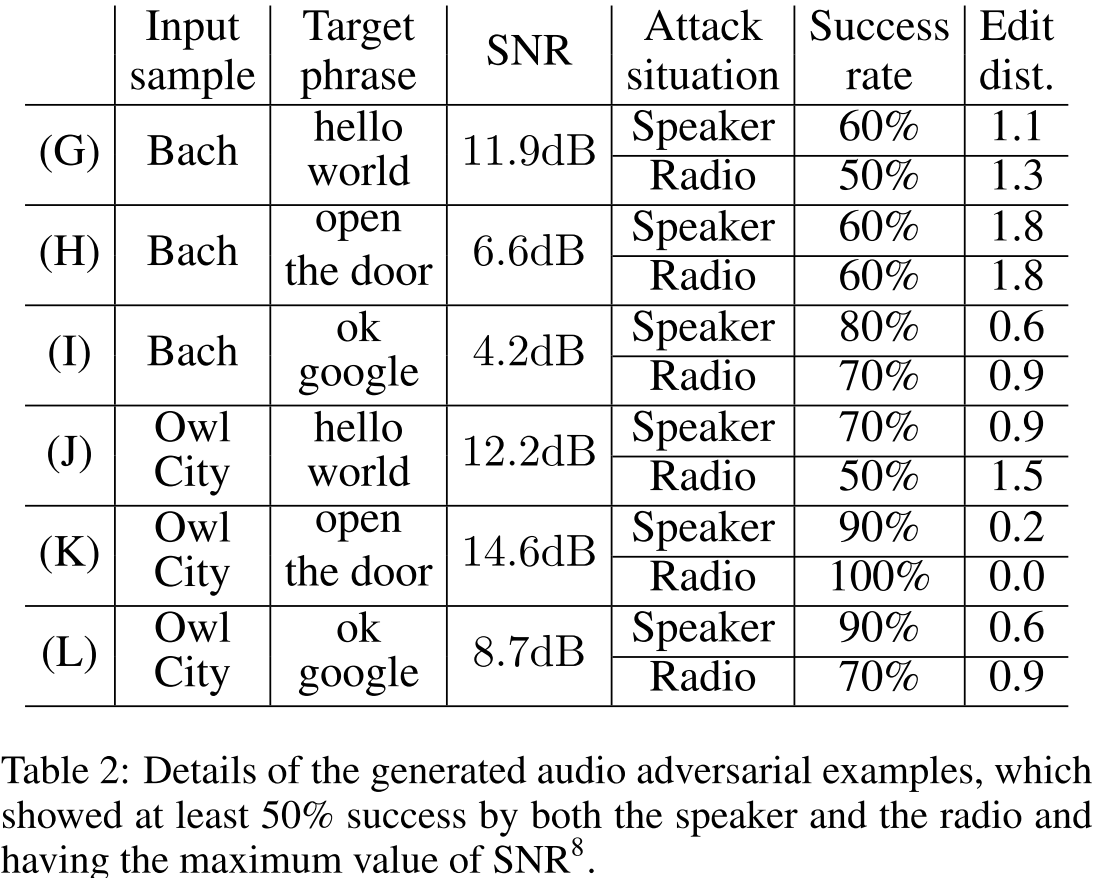 Input sample Target phrase SNR Attack situation Success rate Edit dist.
(G) Bach hello world 11.9dB Speaker 60% 1.1
Radio 50% 1.3
(H) Bach open the door 6.6dB Speaker 60% 1.8
Radio 60% 1.8
(I) Bach ok google 4.2dB Speaker 80% 0.6
Radio 70% 0.9
(J) Owl City hello world 12.2dB Speaker 70% 0.9
Radio 50% 1.5
(K) Owl City open the door 14.6dB Speaker 90% 0.2
Radio 100% 0.0
(L) Owl City ok google 8.7dB Speaker 90% 0.6
Radio 70% 0.9
Table 2: Details of the generated audio adversarial examples, which
showed at least 50% success by both the speaker and the radio and
having the maximum value of SNR⁸.